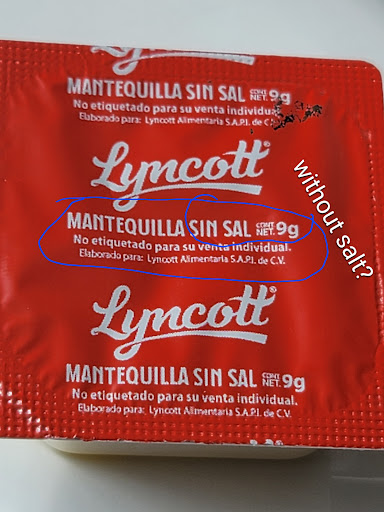 MANTEQUILLA SIN SAL CONT. NET. 9g
No etiquetado para su venta individual.
Elaborado para: Lyncott Alimentaria S.A.P.I. de C.V.
Lyncott®
MANTEQUILLA SIN SAL CONT. NET. 9g
No etiquetado para su venta individual.
Elaborado para: Lyncott Alimentaria S.A.P.I. de C.V.
without salt?
Lyncott®
MANTEQUILLA SIN SAL CONT. NET. 9g
No etiquetado para su venta individual.
Elaborado para: Lyncott Alimentaria S.A.P.I. de C.V.